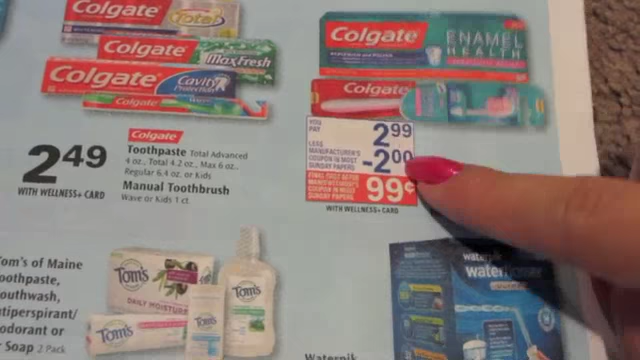 Colgate Total
Colgate MaxFresh
Colgate Cavity Protection
Colgate
Colgate ENAMEL HEALTH
Colgate
Colgate
Toothpaste Total Advanced
4 oz., Total 4.2 oz., Max 6 oz.,
Regular 6.4 oz. or Kids
Manual Toothbrush
Wave or Kids 1 ct.
2 49
WITH WELLNESS+ CARD
YOU PAY 2 99
LESS MANUFACTURER'S COUPON IN MOST SUNDAY PAPERS -2 00
FINAL COST AFTER MANUFACTURER'S COUPON IN MOST SUNDAY PAPERS 99¢
WITH WELLNESS+ CARD
Tom's of Maine
toothpaste,
outhwash,
ntiperspirant/
odorant or
Soap 2 Pack
Tom's
DAILY MOISTURE
Tom's
Tom's
Tom's
waterpik
waterflosser
Waterpik